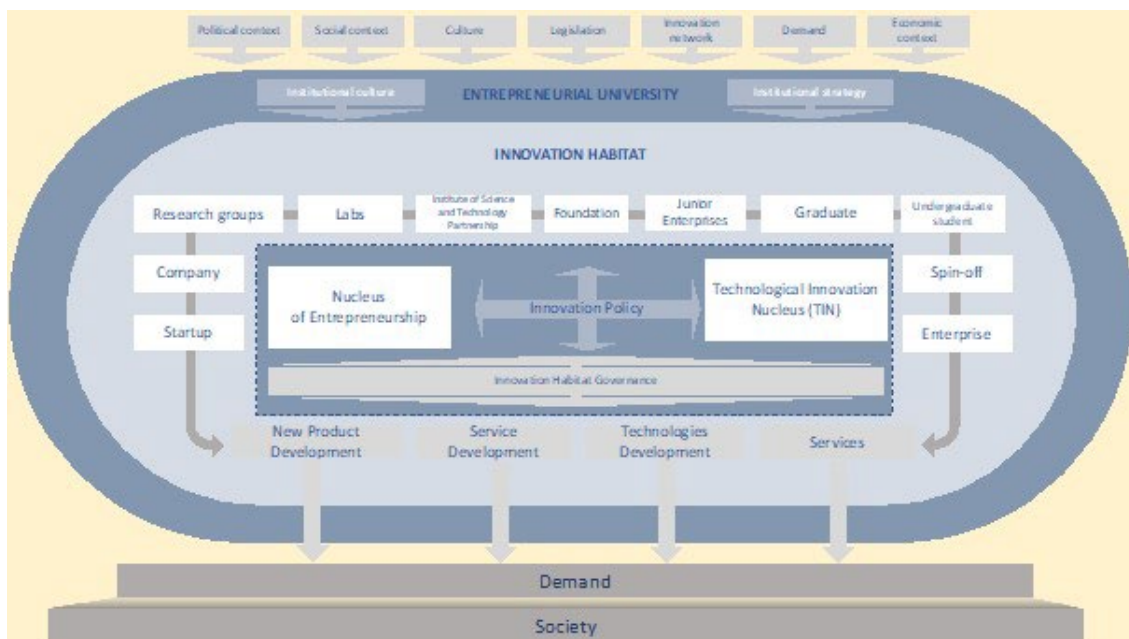 Political context
Social context
Culture
Legislation
Innovation
network
Demand
Economic
context
Institutional culture
ENTREPRENEURIAL UNIVERSITY
Institutional strategy
INNOVATION HABITAT
Research groups
Labs
Institute of Science
and Technology
Partnership
Foundation
Junior
Enterprises
Graduate
Undergraduate
student
Company
Startup
Nucleus
of Entrepreneurship
Innovation Policy
Technological Innovation
Nucleus (TIN)
Spin-off
Enterprise
Innovation Habitat Governance
New Product
Development
Service
Development
Technologies
Development
Services
Demand
Society